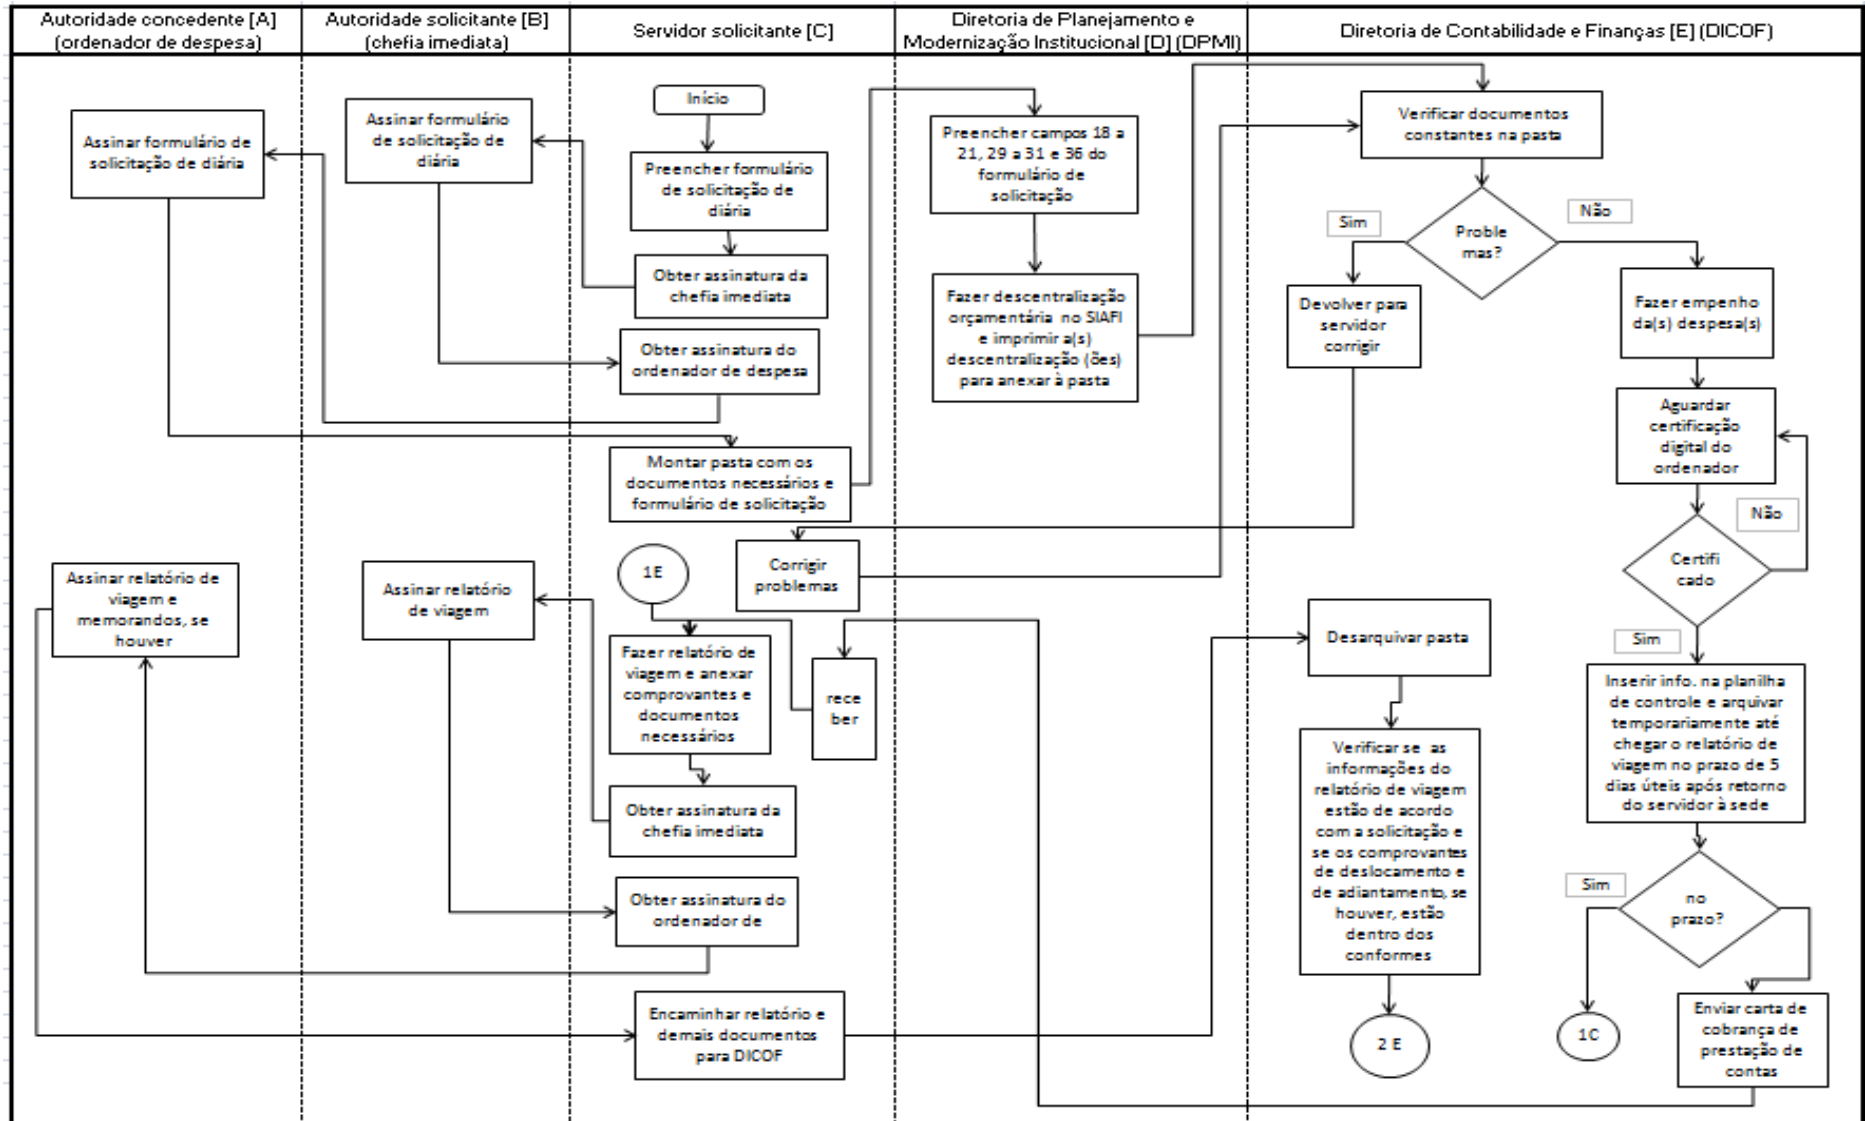 Autoridade concedente [A]
(ordenador de despesa)
Autoridade solicitante [B]
(chefia imediata)
Servidor solicitante [C]
Diretoria de Planejamento e
Modernização Institucional [D] (DPMI)
Diretoria de Contabilidade e Finanças [E] (DICOF)
Início
Preencher formulário
de solicitação de
diária
Obter assinatura da
chefia imediata
Assinar formulário
de solicitação de
diária
Obter assinatura do
ordenador de despesa
Assinar formulário de
solicitação de diária
Montar pasta com os
documentos necessários e
formulário de solicitação
Preencher campos 18 a
21, 29 a 31 e 36 do
formulário de
solicitação
Fazer descentralização
orçamentária no SIAFI
e imprimir a(s)
descentralização (ões)
para anexar à pasta
Verificar documentos
constantes na pasta
Proble
mas?
Sim
Não
Devolver para
servidor
corrigir
Corrigir
problemas
Fazer empenho
da(s) despesa(s)
Aguardar
certificação
digital do
ordenador
Certifi
cado
Não
Sim
Inserir info. na planilha
de controle e arquivar
temporariamente até
chegar o relatório de
viagem no prazo de 5
dias úteis após retorno
do servidor à sede
no
prazo?
Sim
1C
Enviar carta de
cobrança de
prestação de
contas
1E
rece
ber
Fazer relatório de
viagem e anexar
comprovantes e
documentos
necessários
Obter assinatura da
chefia imediata
Assinar relatório
de viagem
Obter assinatura do
ordenador de
Assinar relatório de
viagem e
memorandos, se
houver
Encaminhar relatório e
demais documentos
para DICOF
Desarquivar pasta
Verificar se as
informações do
relatório de viagem
estão de acordo
com a solicitação e
se os comprovantes
de deslocamento e
de adiantamento, se
houver, estão
dentro dos
conformes
2 E